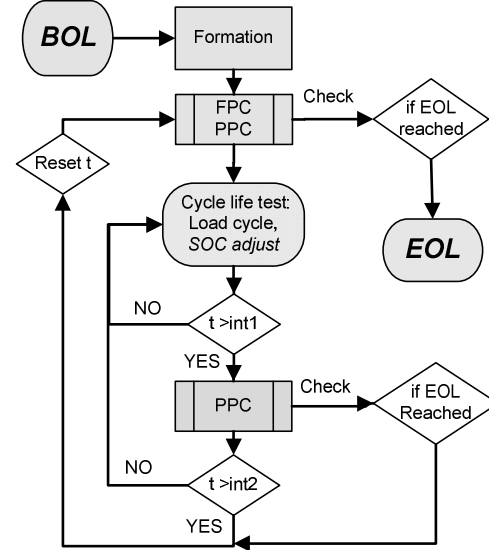 BOL
Formation
FPC
PPC
Check
if EOL
reached
Reset t
Cycle life test:
Load cycle,
SOC adjust
EOL
NO
t >int1
YES
PPC
Check
if EOL
Reached
NO
t >int2
YES